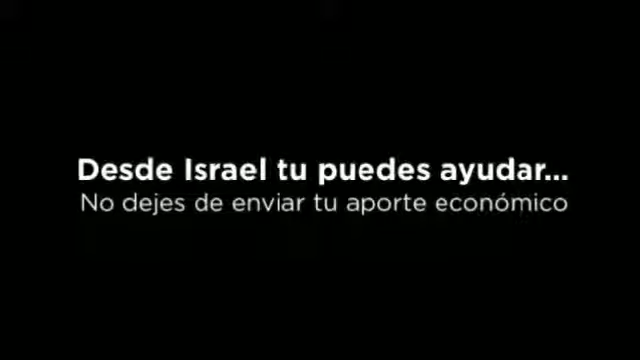 Desde Israel tu puedes ayudar...
No dejes de enviar tu aporte económico